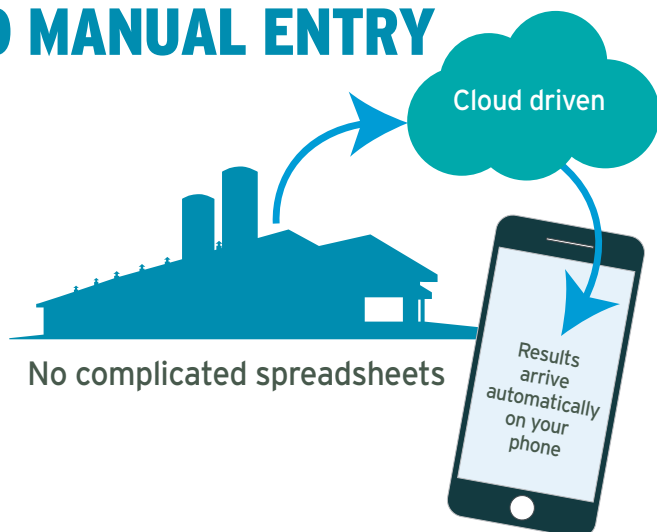 MANUAL ENTRY
Cloud driven
No complicated spreadsheets
Results
arrive
automatically
on your
phone